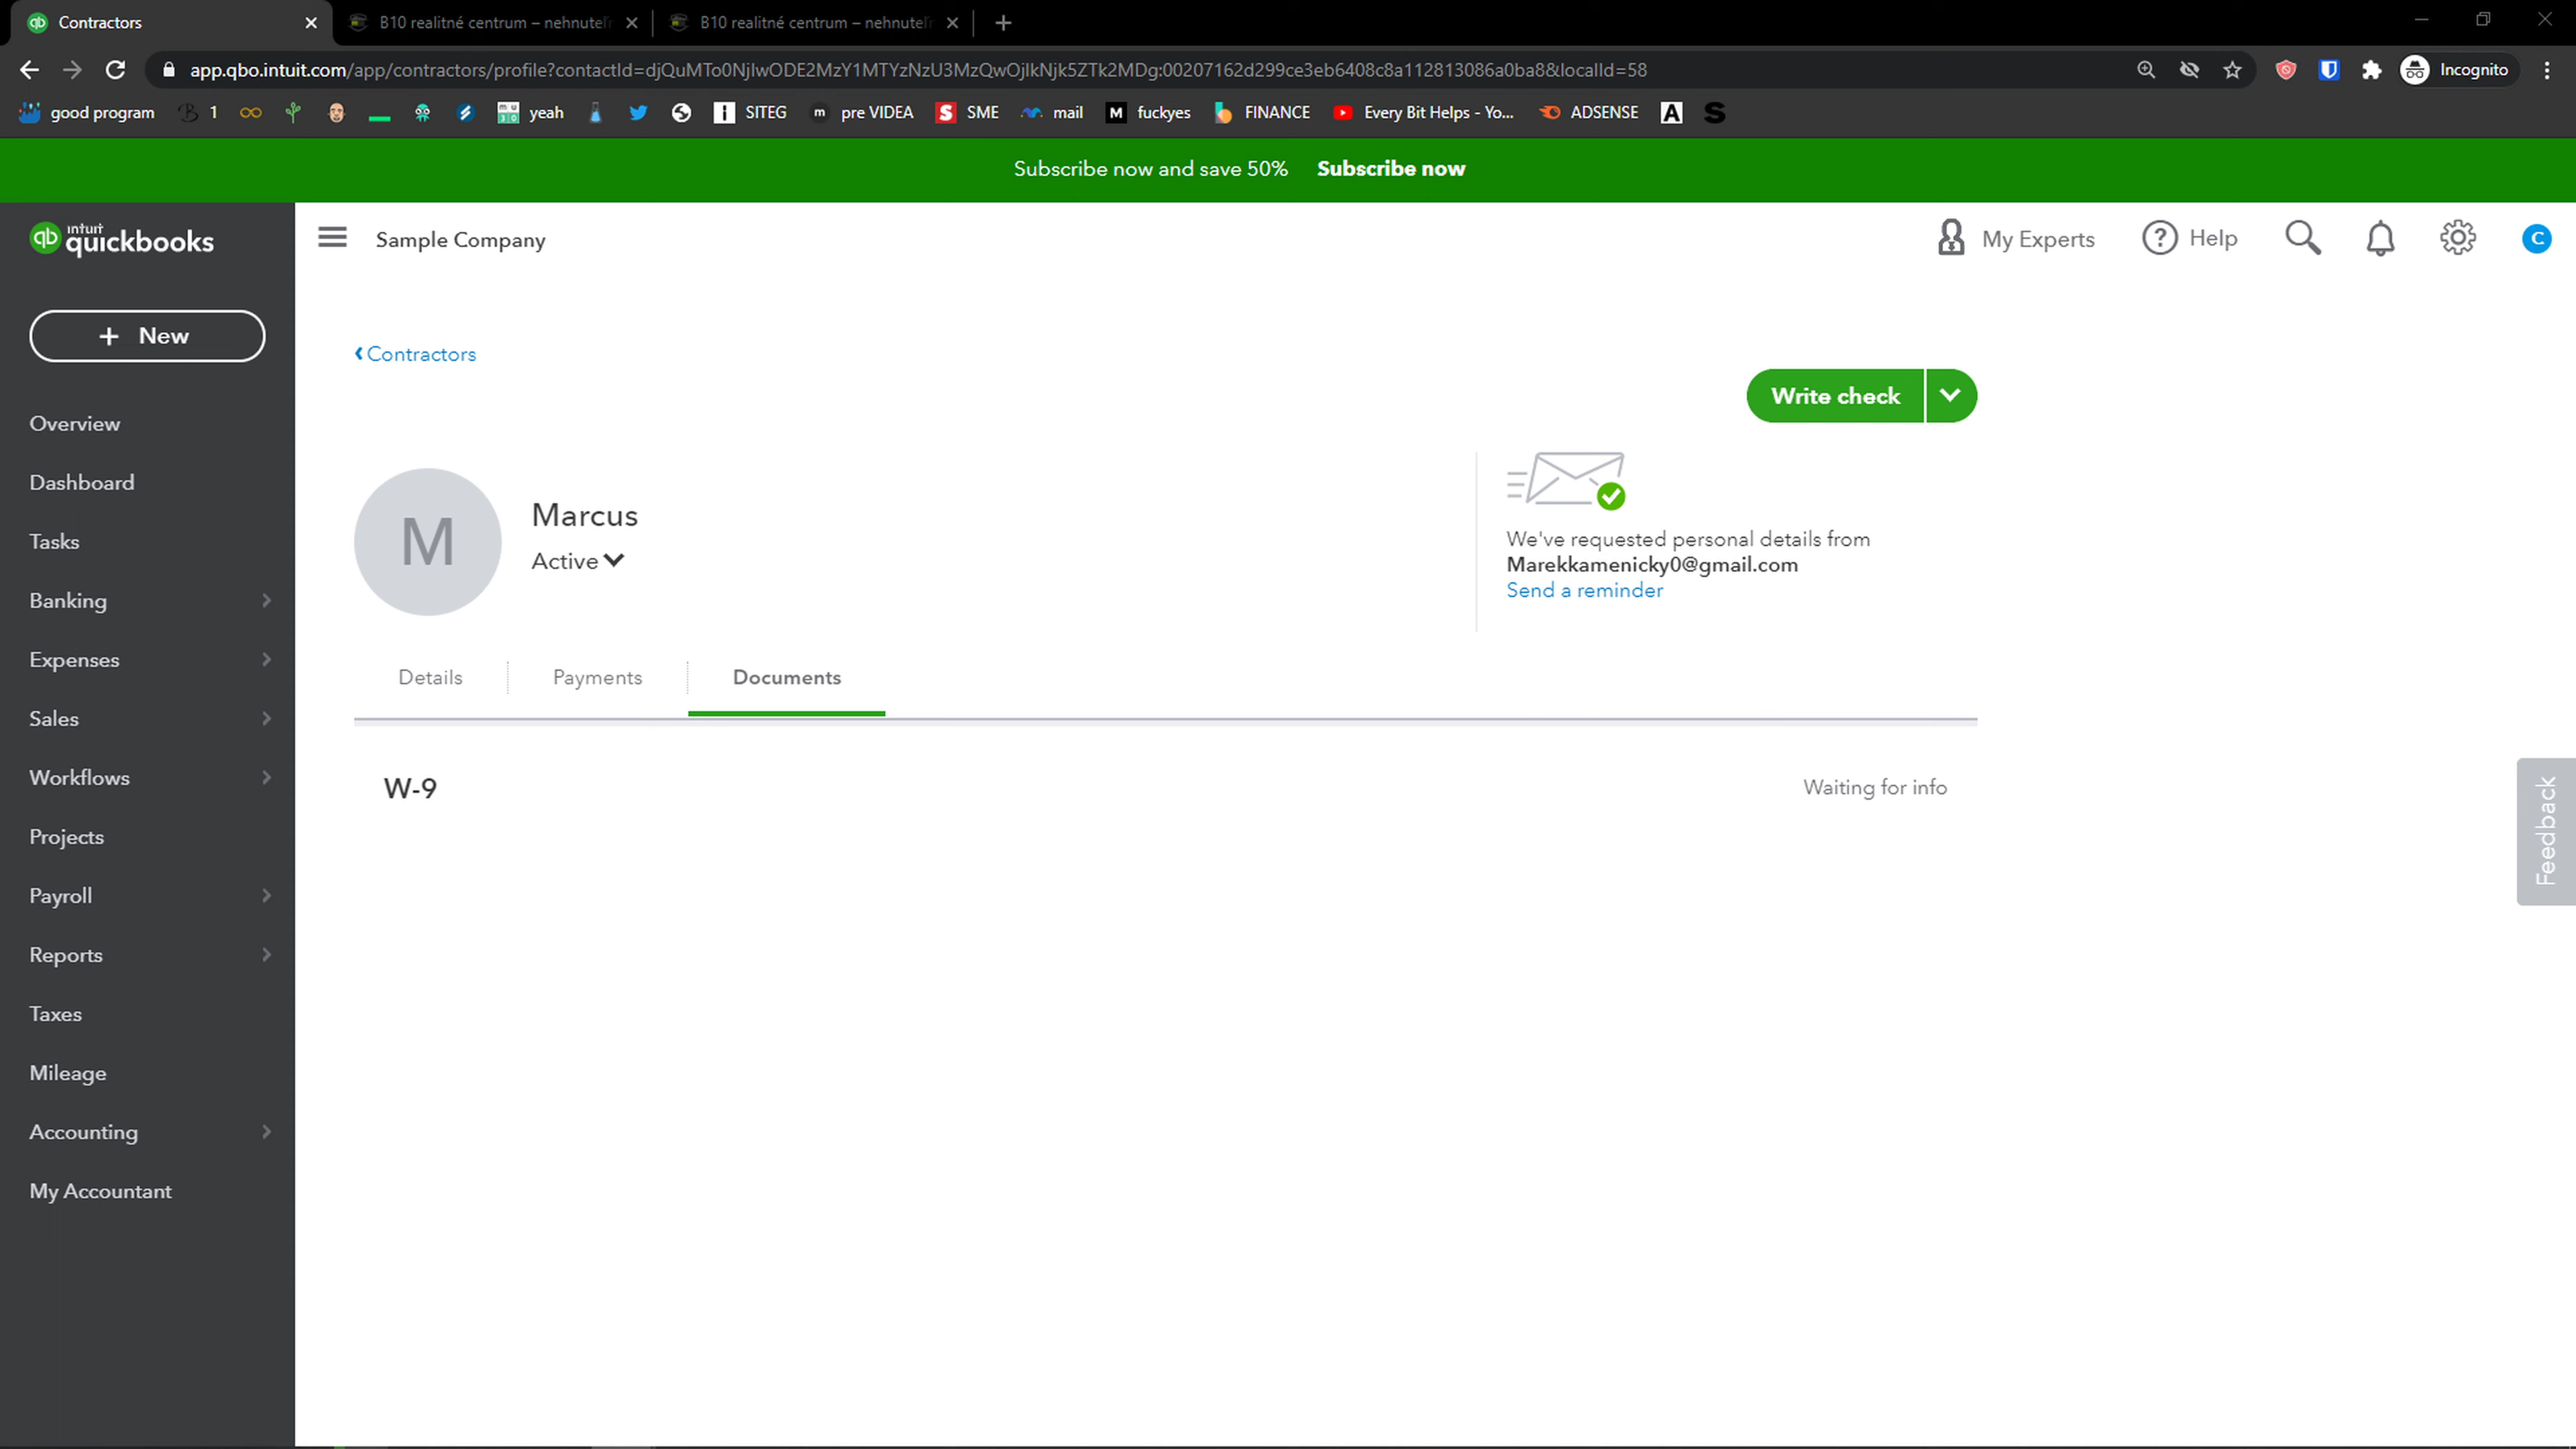 Contractors
B10 realitné centrum – nehnuteľn
B10 realitné centrum – nehnuteľn
app.qbo.intuit.com/app/contractors/profile?contactId=djQuMTo0NjIwODE2MzY1MTYzNzU3MzQwOjlkNjk5ZTk2MDg:00207162d299ce3eb6408c8a112813086a0ba8&localId=58
Incognito
good program
1
yeah
SITEG
pre VIDEA
SME
mail
fuckyes
FINANCE
Every Bit Helps - Yo...
ADSENSE
Subscribe now and save 50% Subscribe now
intuit
quickbooks
Sample Company
My Experts
Help
C
+ New
Contractors
Write check
Overview
Dashboard
Tasks
Banking
Expenses
Sales
Workflows
Projects
Payroll
Reports
Taxes
Mileage
Accounting
My Accountant
M
Marcus
Active
We've requested personal details from
Marekkamenicky0@gmail.com
Send a reminder
Details
Payments
Documents
W-9
Waiting for info
Feedback